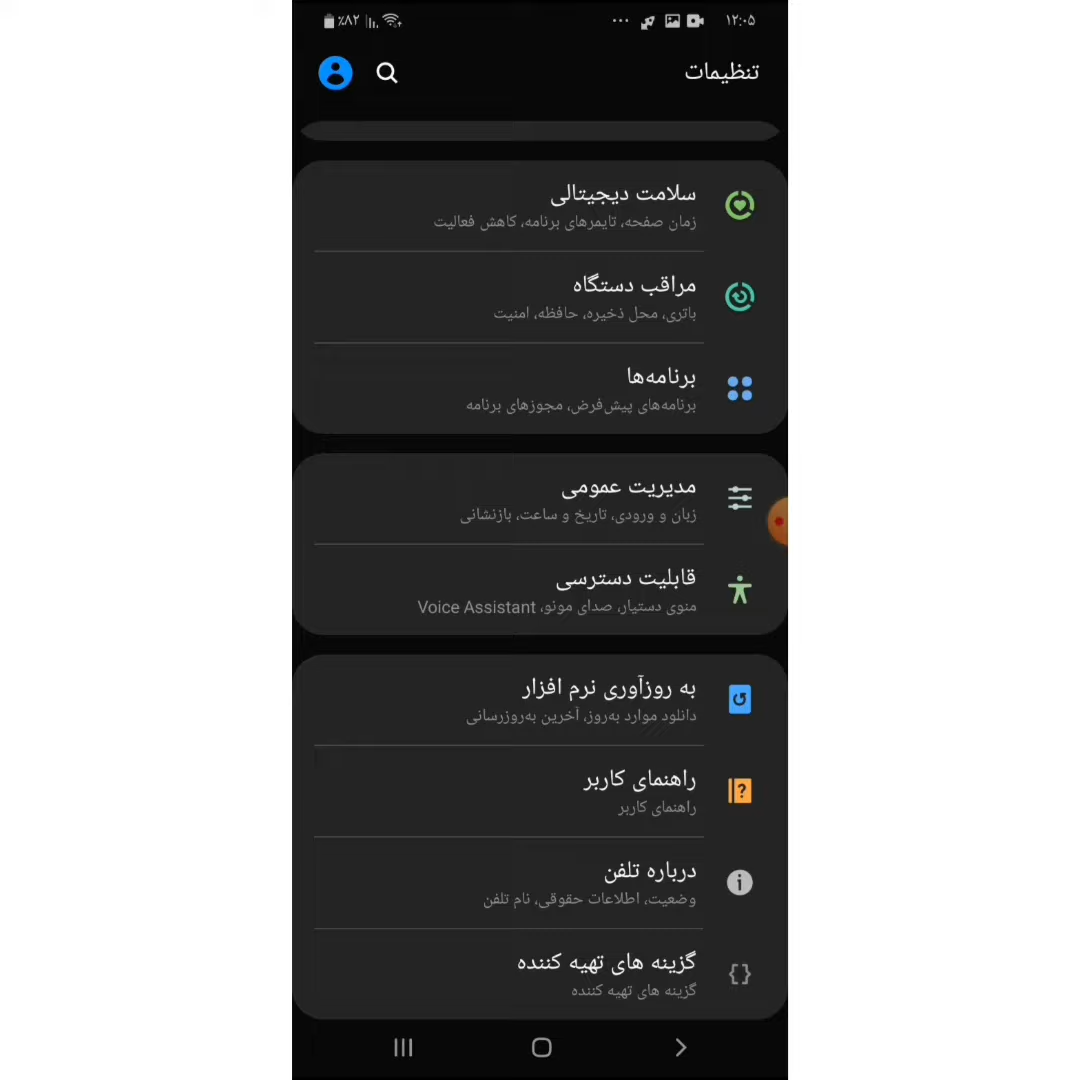 ۱۲:۰۵ ٪۸۲
تنظیمات
سلامت دیجیتالی
زمان صفحه، تایمرهای برنامه، کاهش فعالیت
مراقب دستگاه
باتری، محل ذخیره، حافظه، امنیت
برنامه‌ها
برنامه‌های پیش‌فرض، مجوزهای برنامه
مدیریت عمومی
زبان و ورودی، تاریخ و ساعت، بازنشانی
قابلیت دسترسی
منوی دستیار، صدای مونو، Voice Assistant
به روزآوری نرم افزار
دانلود موارد به‌روز، آخرین به‌روزرسانی
راهنمای کاربر
راهنمای کاربر
درباره تلفن
وضعیت، اطلاعات حقوقی، نام تلفن
گزینه های تهیه کننده
گزینه های تهیه کننده